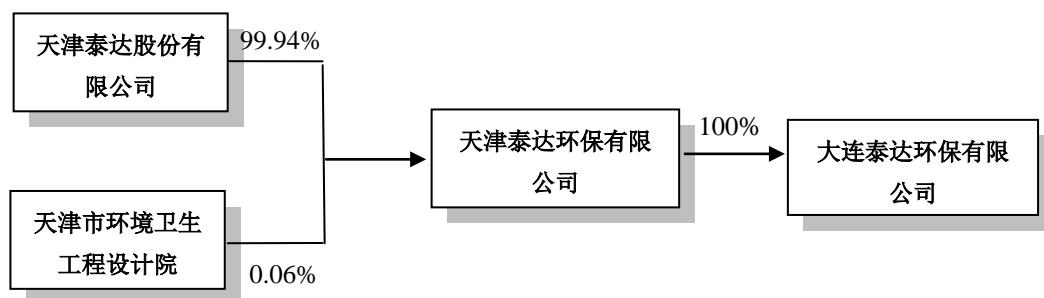 天津泰达股份有
限公司
99.94%
天津市环境卫生
工程设计院
0.06%
天津泰达环保有限
公司
100%
大连泰达环保有限
公司